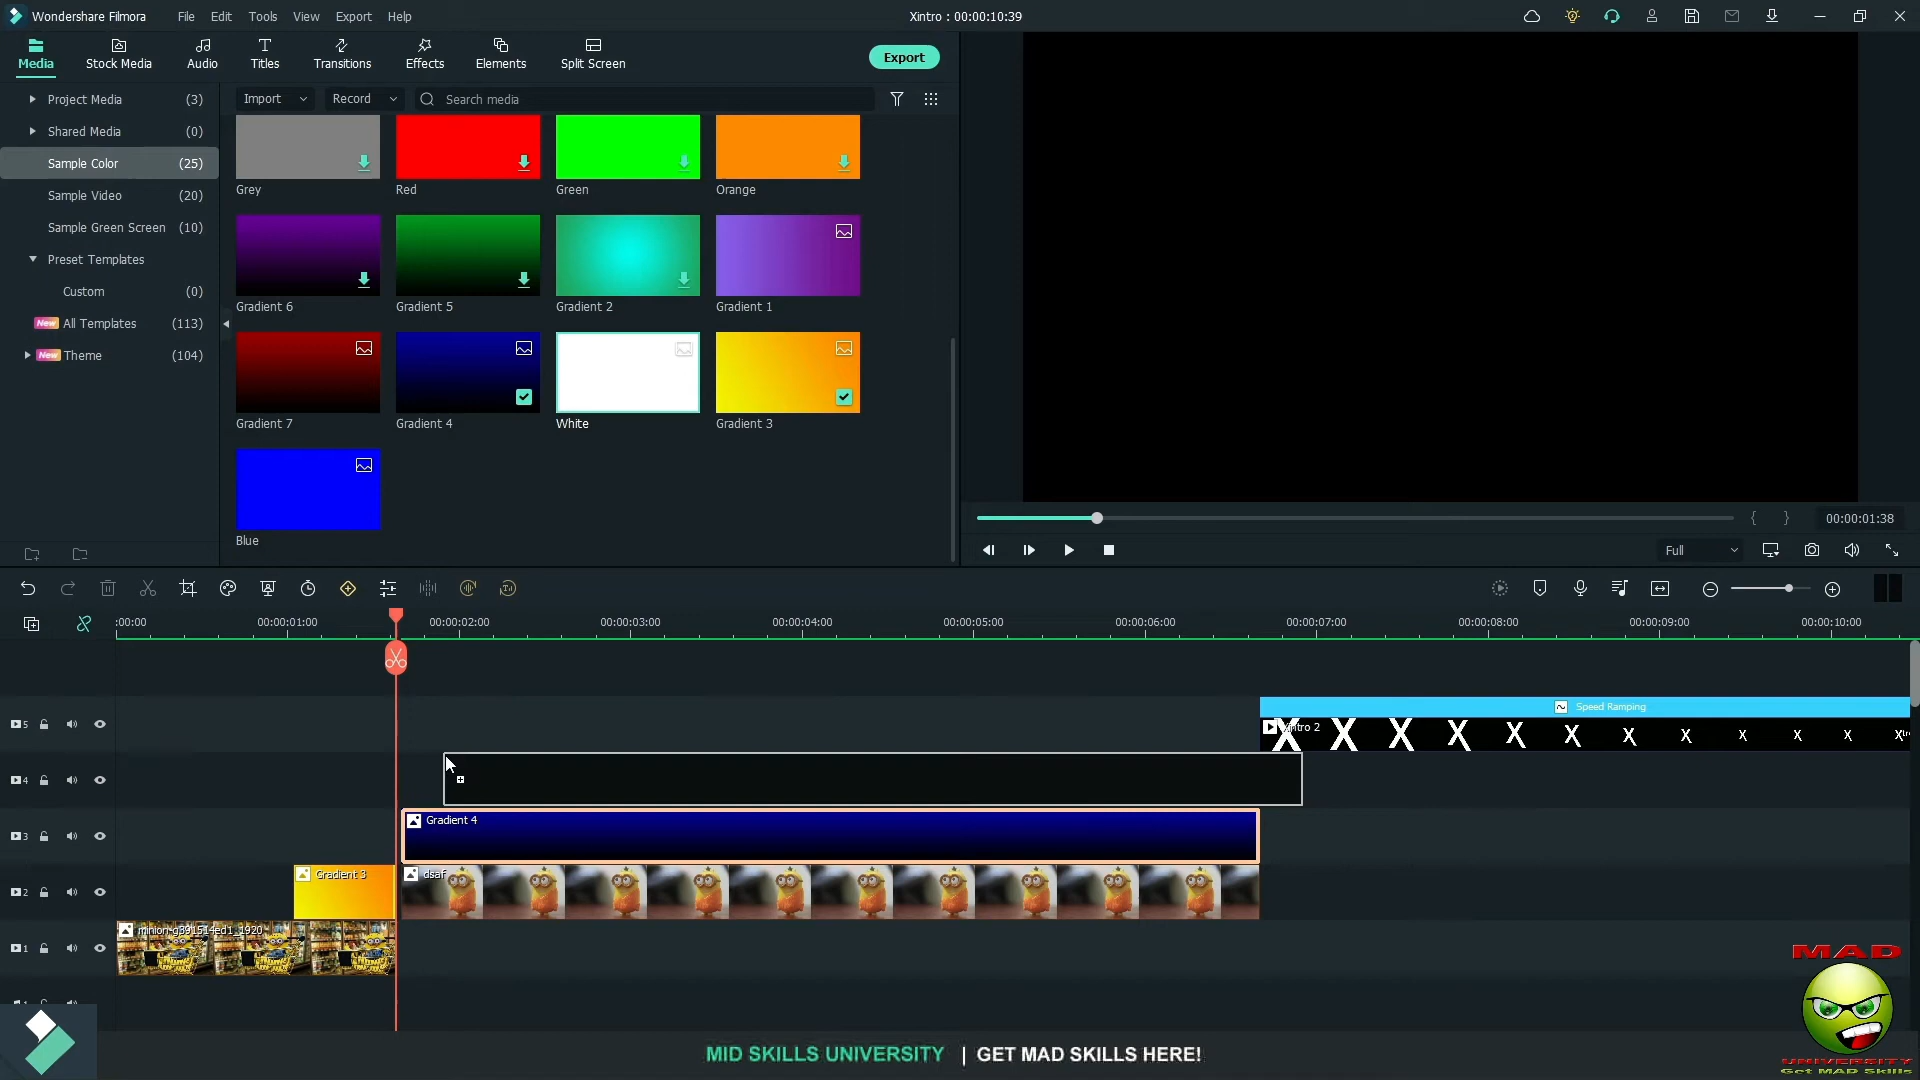 Wondershare Filmora File Edit Tools View Export Help Xintro : 00:00:10:39
Media Stock Media Audio Titles Transitions Effects Elements Split Screen Export
Project Media (3) Import Record Search media
Shared Media (0)
Sample Color (25)
Sample Video (20)
Sample Green Screen (10)
Preset Templates
Custom (0)
New All Templates (113)
New Theme (104)
Grey Red Green Orange
Gradient 6 Gradient 5 Gradient 2 Gradient 1
Gradient 7 Gradient 4 White Gradient 3
Blue
{ } 00:00:01:38
Full
:00:00 00:00:01:00 00:00:02:00 00:00:03:00 00:00:04:00 00:00:05:00 00:00:06:00 00:00:07:00 00:00:08:00 00:00:09:00 00:00:10:00
Speed Ramping
5 X X X X X X X X X X X X
4
3 Gradient 4
2 Gradient 3 dsaf
1 minion-g391514ed1_1920
MAD
UNIVERSITY
Get MAD Skills
MID SKILLS UNIVERSITY | GET MAD SKILLS HERE!